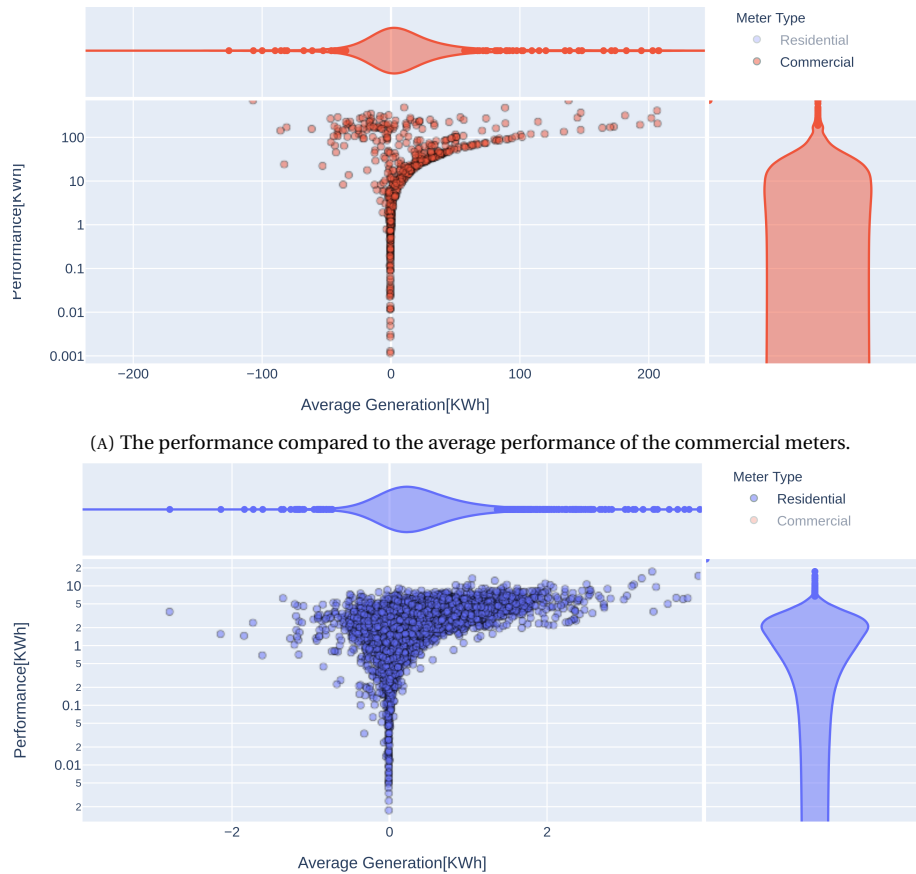 Meter Type
Residential
Commercial
Performance[KWh]
100
10
1
0.1
0.01
0.001
−200
−100
0
100
200
Average Generation[KWh]
(A) The performance compared to the average performance of the commercial meters.
Meter Type
Residential
Commercial
Performance[KWh]
2
10
5
2
1
5
2
0.1
5
2
0.01
5
2
−2
0
2
Average Generation[KWh]